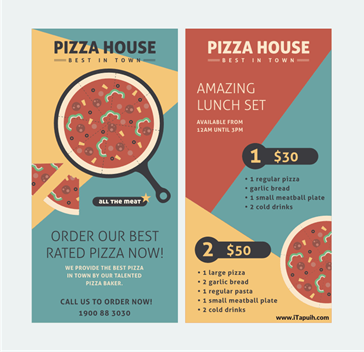 PIZZA HOUSE
BEST IN TOWN
all the meat
ORDER OUR BEST
RATED PIZZA NOW!
WE PROVIDE THE BEST PIZZA
IN TOWN BY OUR TALENTED
PIZZA BAKER.
CALL US TO ORDER NOW!
1900 88 3030
PIZZA HOUSE
BEST IN TOWN
AMAZING
LUNCH SET
AVAILABLE FROM
11AM UNTIL 3PM
1 $30
• 1 regular pizza
• garlic bread
• 1 small meatball plate
• 2 cold drinks
2 $50
• 1 large pizza
• 2 garlic bread
• 1 regular pasta
• 1 small meatball plate
• 2 cold drinks
www.iTapuih.com